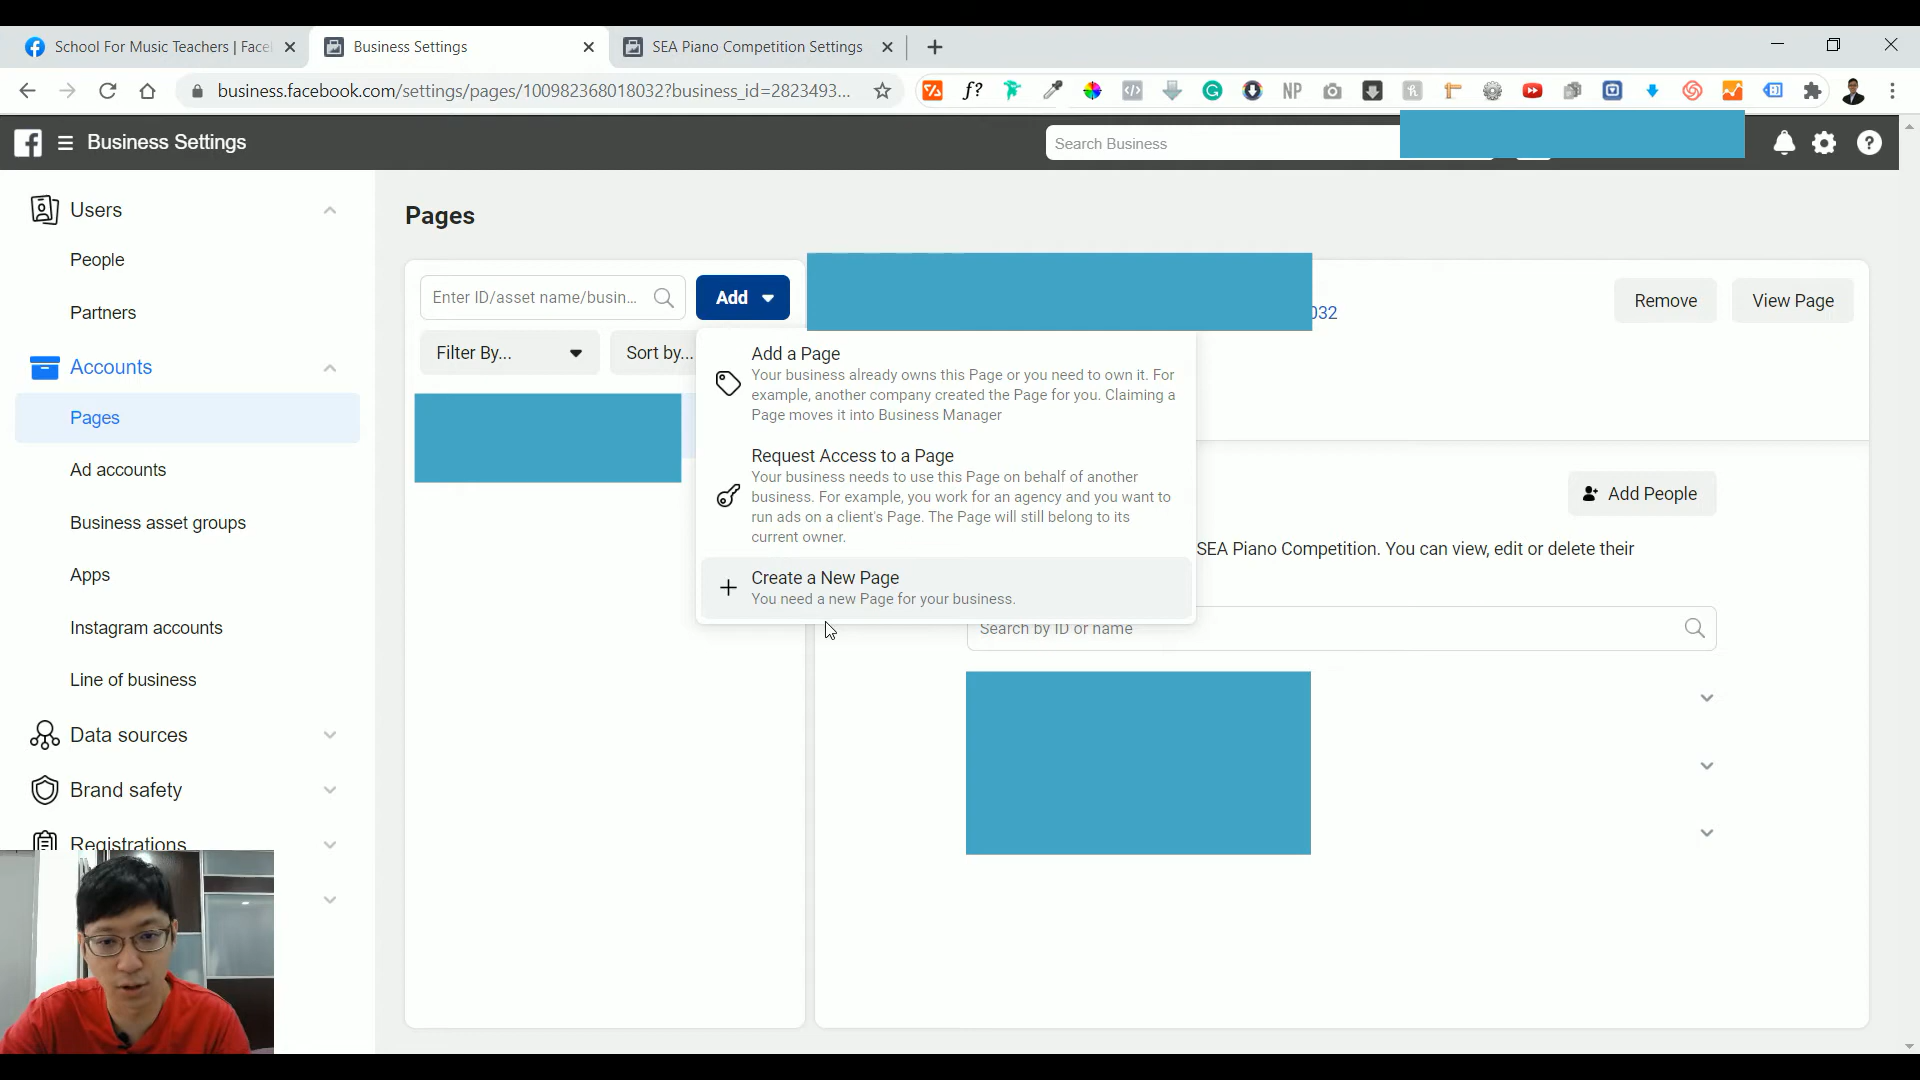 School For Music Teachers | Face
Business Settings
SEA Piano Competition Settings
business.facebook.com/settings/pages/100982368018032?business_id=2823493...
f?
NP
Business Settings
Search Business
Users
People
Partners
Accounts
Pages
Ad accounts
Business asset groups
Apps
Instagram accounts
Line of business
Data sources
Brand safety
Registrations
Pages
Enter ID/asset name/busin...
Add
Filter By...
Sort by...
032
Remove
View Page
Add a Page
Your business already owns this Page or you need to own it. For
example, another company created the Page for you. Claiming a
Page moves it into Business Manager
Request Access to a Page
Your business needs to use this Page on behalf of another
business. For example, you work for an agency and you want to
run ads on a client's Page. The Page will still belong to its
current owner.
Create a New Page
You need a new Page for your business.
Add People
SEA Piano Competition. You can view, edit or delete their
Search by ID or name